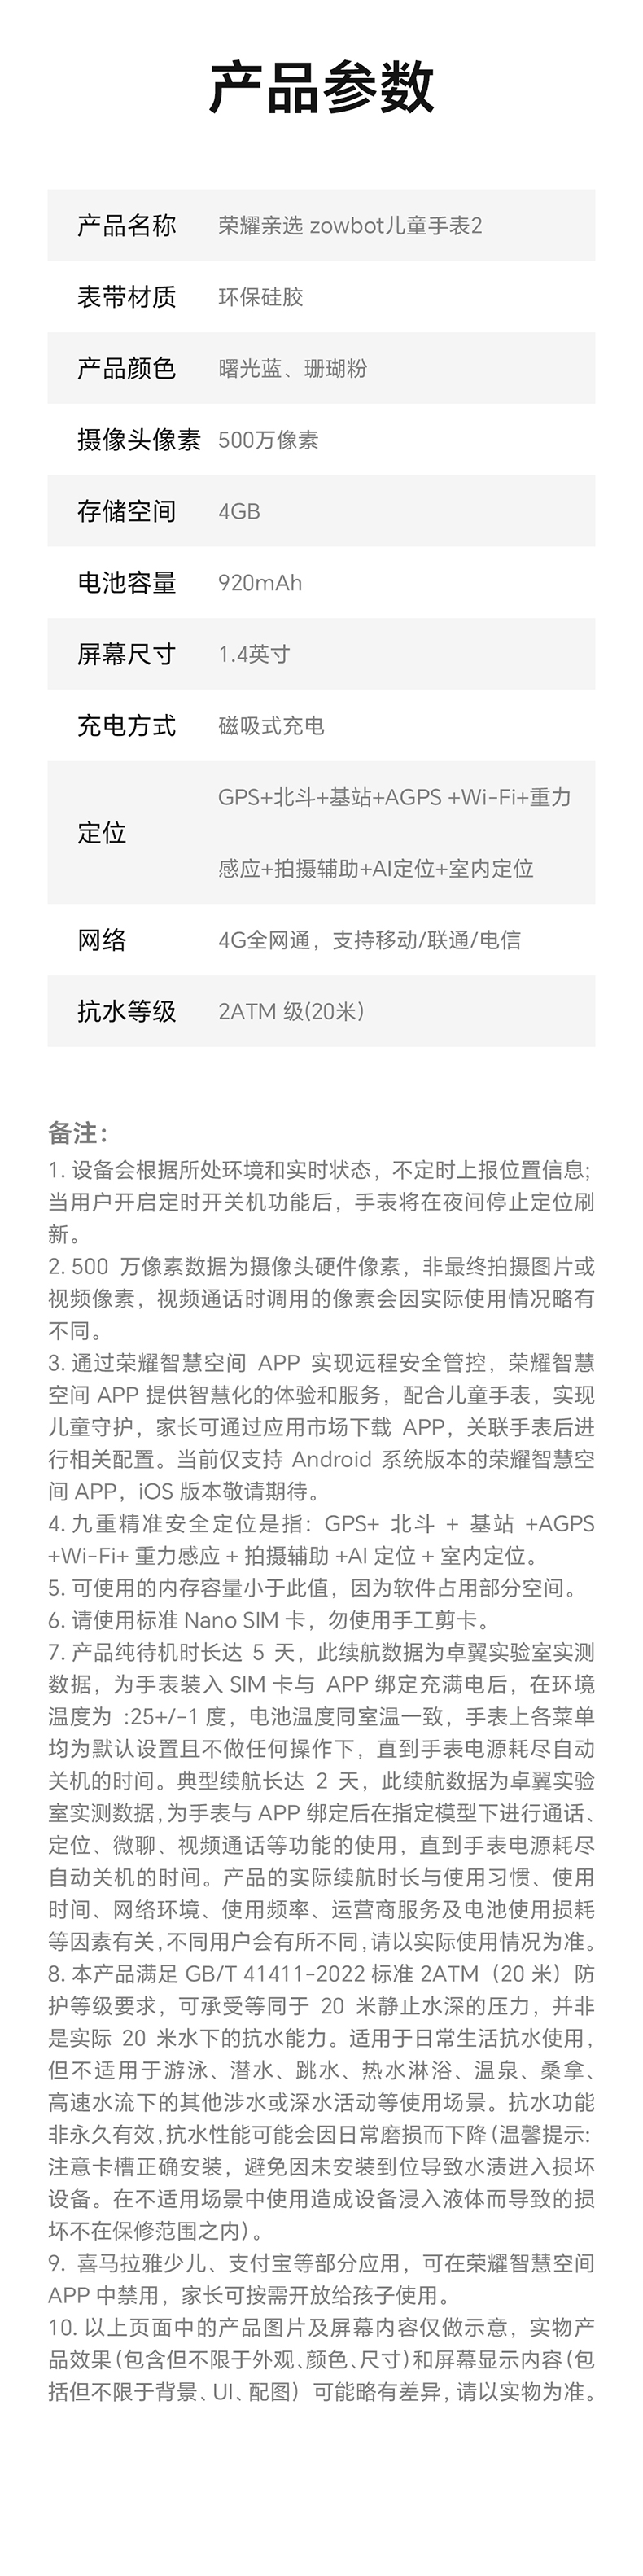 产品参数
产品名称 荣耀亲选 zowbot儿童手表2
表带材质 环保硅胶
产品颜色 曙光蓝、珊瑚粉
摄像头像素 500万像素
存储空间 4GB
电池容量 920mAh
屏幕尺寸 1.4英寸
充电方式 磁吸式充电
定位 GPS+北斗+基站+AGPS +Wi-Fi+重力
感应+拍摄辅助+AI定位+室内定位
网络 4G全网通，支持移动/联通/电信
抗水等级 2ATM 级(20米)
备注：
1. 设备会根据所处环境和实时状态，不定时上报位置信息；
当用户开启定时开关机功能后，手表将在夜间停止定位刷
新。
2. 500 万像素数据为摄像头硬件像素，非最终拍摄图片或
视频像素，视频通话时调用的像素会因实际使用情况略有
不同。
3. 通过荣耀智慧空间 APP 实现远程安全管控，荣耀智慧
空间 APP 提供智慧化的体验和服务，配合儿童手表，实现
儿童守护，家长可通过应用市场下载 APP，关联手表后进
行相关配置。当前仅支持 Android 系统版本的荣耀智慧空
间 APP，iOS 版本敬请期待。
4. 九重精准安全定位是指：GPS+ 北斗 + 基站 +AGPS
+Wi-Fi+ 重力感应 + 拍摄辅助 +AI 定位 + 室内定位。
5. 可使用的内存容量小于此值，因为软件占用部分空间。
6. 请使用标准 Nano SIM 卡，勿使用手工剪卡。
7. 产品纯待机时长达 5 天，此续航数据为卓翼实验室实测
数据，为手表装入 SIM 卡与 APP 绑定充满电后，在环境
温度为 :25+/-1 度，电池温度同室温一致，手表上各菜单
均为默认设置且不做任何操作下，直到手表电源耗尽自动
关机的时间。典型续航长达 2 天，此续航数据为卓翼实验
室实测数据，为手表与 APP 绑定后在指定模型下进行通话、
定位、微聊、视频通话等功能的使用，直到手表电源耗尽
自动关机的时间。产品的实际续航时长与使用习惯、使用
时间、网络环境、使用频率、运营商服务及电池使用损耗
等因素有关，不同用户会有所不同，请以实际使用情况为准。
8. 本产品满足 GB/T 41411-2022 标准 2ATM（20 米）防
护等级要求，可承受等同于 20 米静止水深的压力，并非
是实际 20 米水下的抗水能力。适用于日常生活抗水使用，
但不适用于游泳、潜水、跳水、热水淋浴、温泉、桑拿、
高速水流下的其他涉水或深水活动等使用场景。抗水功能
非永久有效，抗水性能可能会因日常磨损而下降（温馨提示：
注意卡槽正确安装，避免因未安装到位导致水渍进入损坏
设备。在不适用场景中使用造成设备浸入液体而导致的损
坏不在保修范围之内）。
9. 喜马拉雅少儿、支付宝等部分应用，可在荣耀智慧空间
APP 中禁用，家长可按需开放给孩子使用。
10. 以上页面中的产品图片及屏幕内容仅做示意，实物产
品效果（包含但不限于外观、颜色、尺寸）和屏幕显示内容（包
括但不限于背景、UI、配图）可能略有差异，请以实物为准。